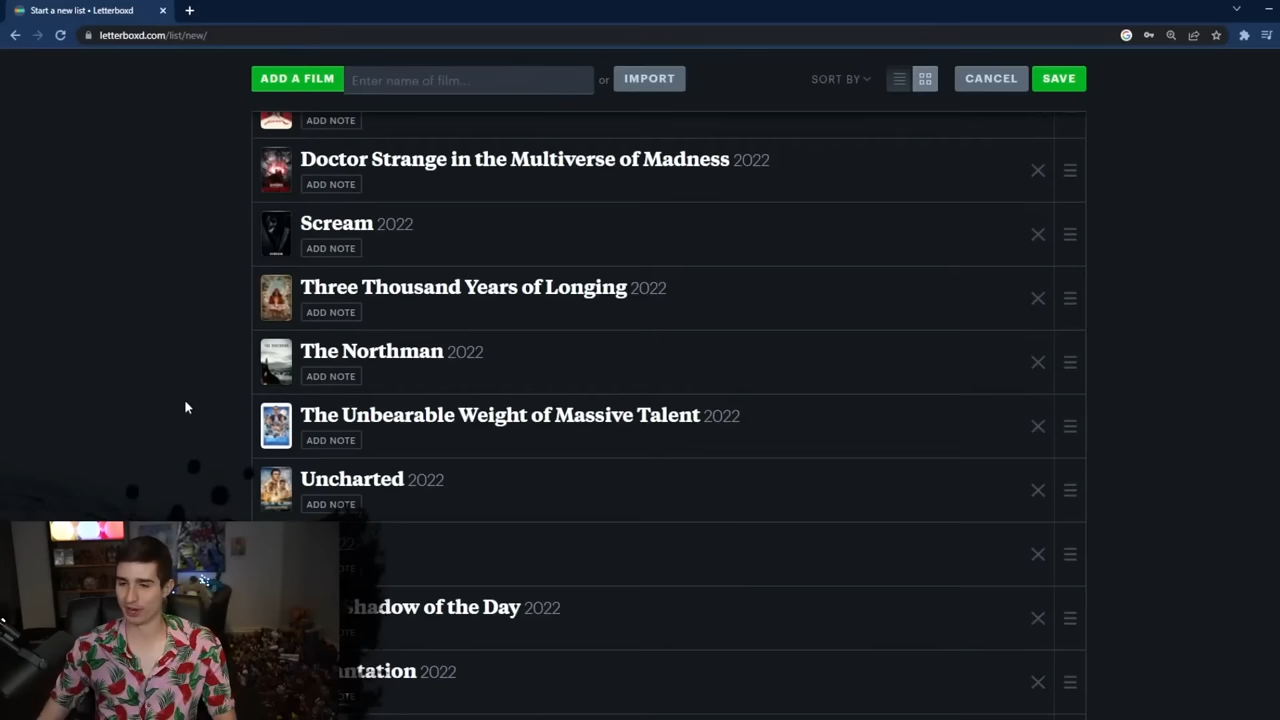 Start a new list • Letterboxd
letterboxd.com/list/new/
ADD A FILM Enter name of film... or IMPORT SORT BY CANCEL SAVE
ADD NOTE
Doctor Strange in the Multiverse of Madness 2022
ADD NOTE
Scream 2022
ADD NOTE
Three Thousand Years of Longing 2022
ADD NOTE
The Northman 2022
ADD NOTE
The Unbearable Weight of Massive Talent 2022
ADD NOTE
Uncharted 2022
ADD NOTE
Shadow of the Day 2022
2022